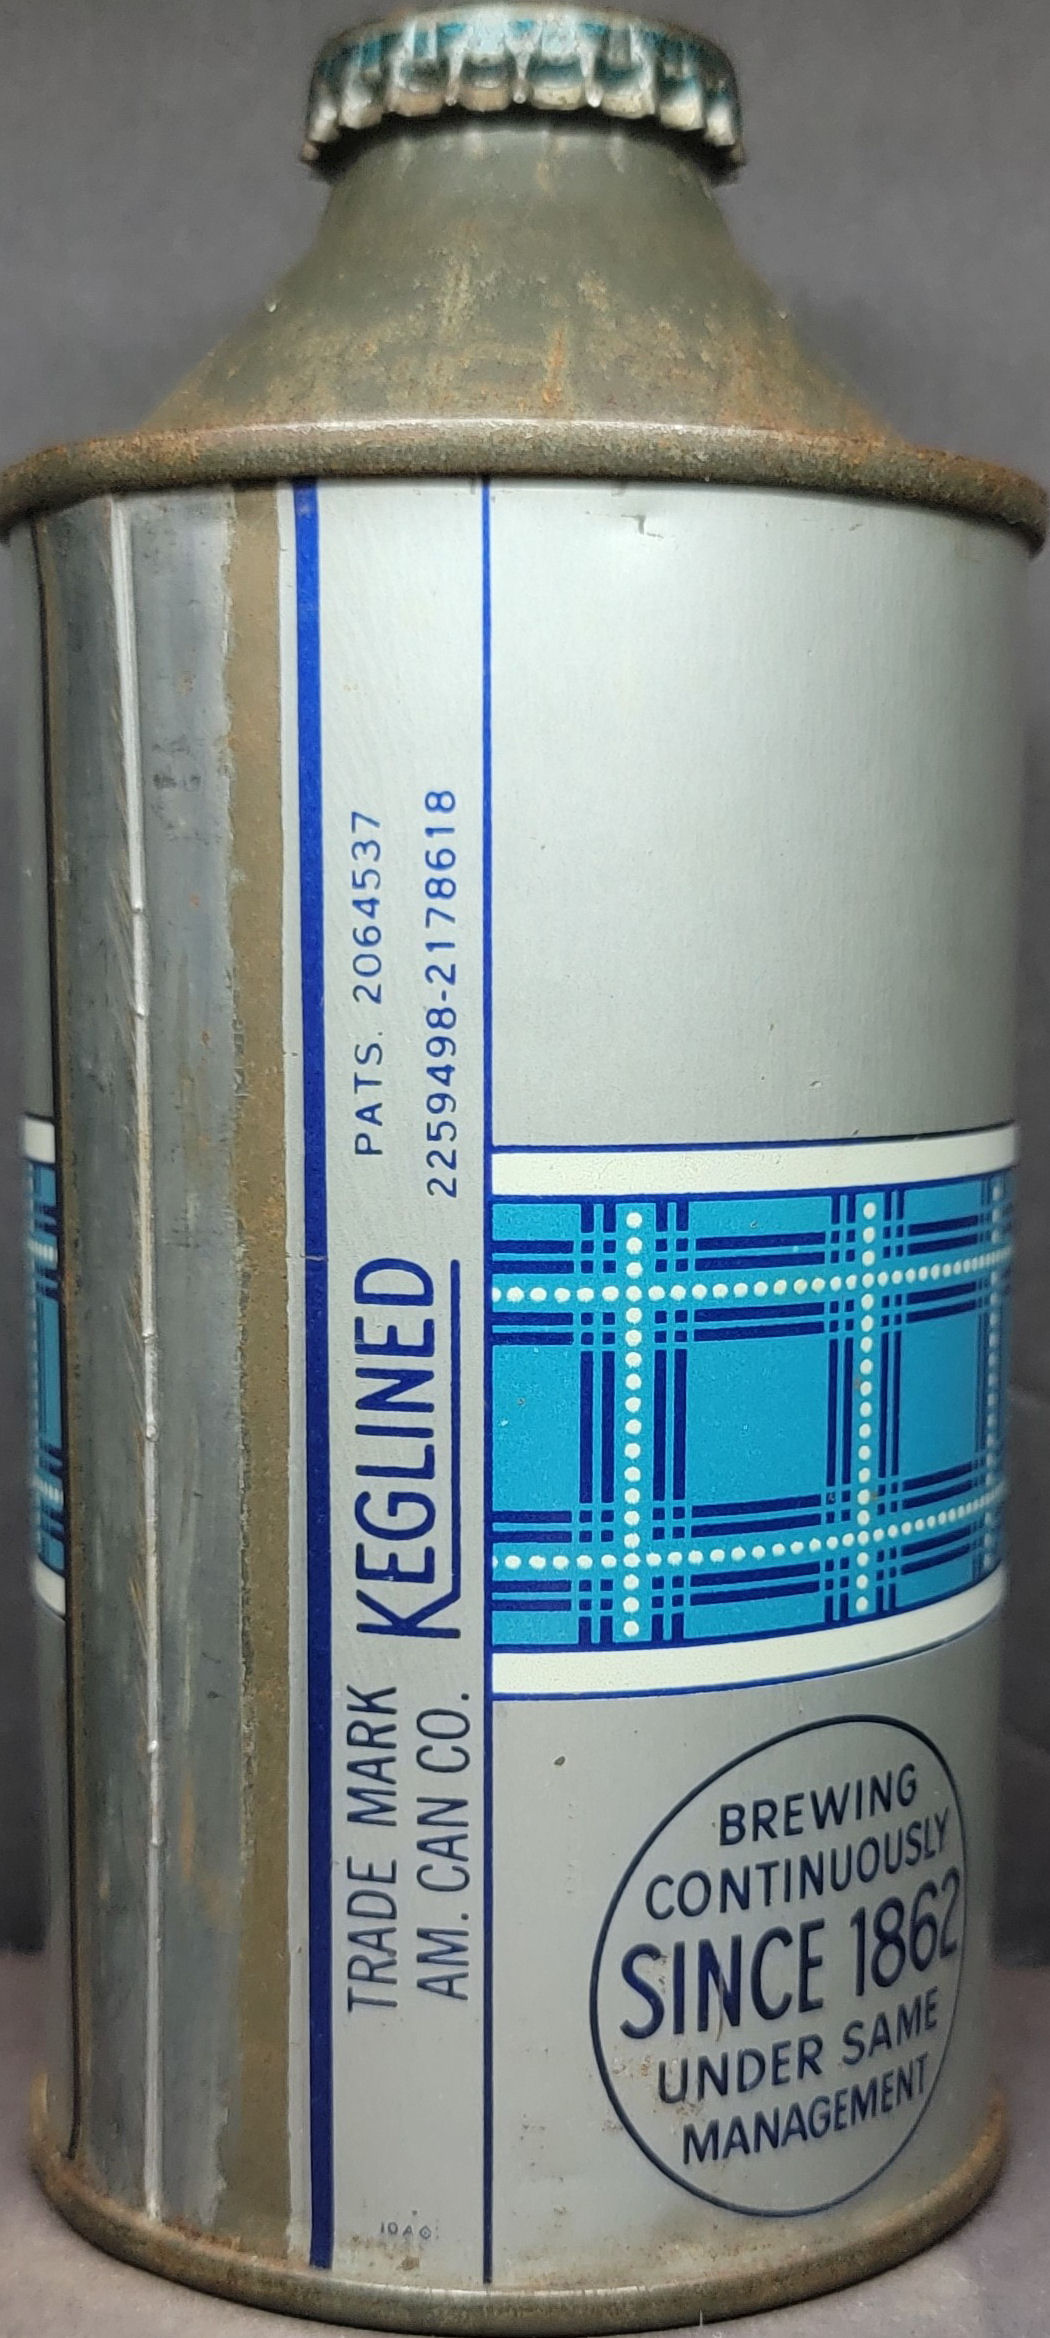 PATS. 2064537
2259498-2178618
TRADE MARK KEGLINED
AM. CAN CO.
BREWING
CONTINUOUSLY
SINCE 1862
UNDER SAME
MANAGEMENT